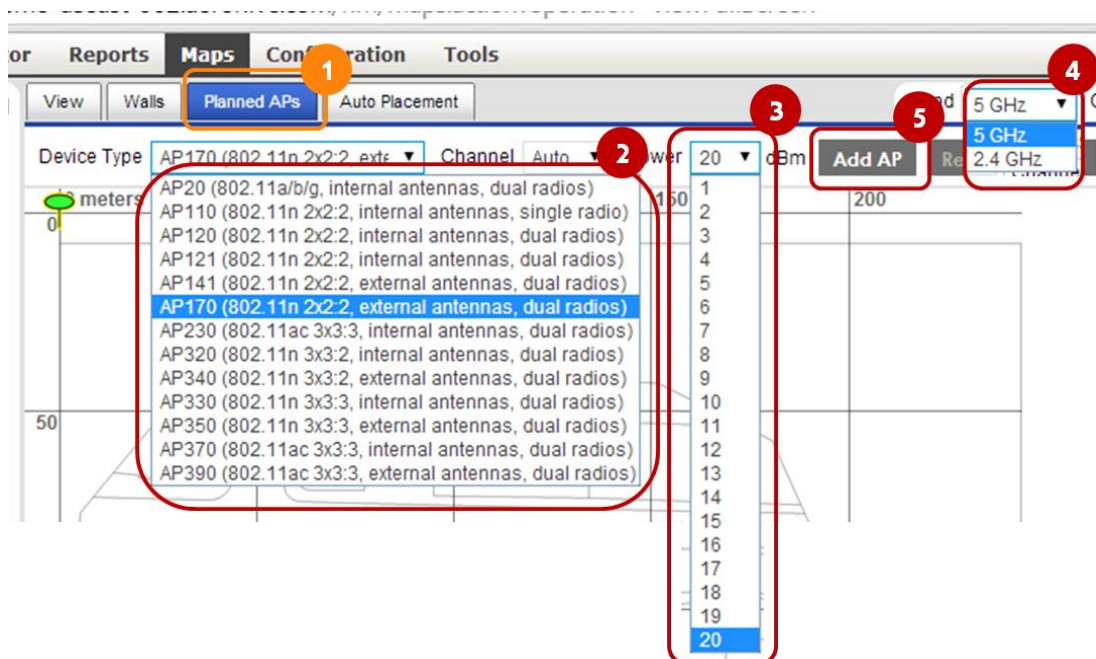 Reports Maps Tools
1
4
View Walls Planned APs Auto Placement 5 GHz
5 GHz
2.4 GHz
3
5
Device Type AP170 (802.11n 2x2:2, exte Channel Auto 2 20 dBm Add AP
AP20 (802.11a/b/g, internal antennas, dual radios)
AP110 (802.11n 2x2:2, internal antennas, single radio)
AP120 (802.11n 2x2:2, internal antennas, dual radios)
AP121 (802.11n 2x2:2, internal antennas, dual radios)
AP141 (802.11n 2x2:2, external antennas, dual radios)
AP170 (802.11n 2x2:2, external antennas, dual radios)
AP230 (802.11ac 3x3:3, internal antennas, dual radios)
AP320 (802.11n 3x3:2, internal antennas, dual radios)
AP340 (802.11n 3x3:2, external antennas, dual radios)
AP330 (802.11n 3x3:3, internal antennas, dual radios)
AP350 (802.11n 3x3:3, external antennas, dual radios)
AP370 (802.11ac 3x3:3, internal antennas, dual radios)
AP390 (802.11ac 3x3:3, external antennas, dual radios)
1
2
3
4
5
6
7
8
9
10
11
12
13
14
15
16
17
18
19
20
meters 150 200
0
50